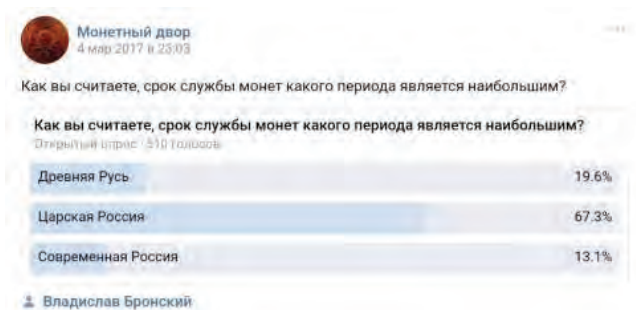 Монетный двор
4 мар 2017 в 23:03
Как вы считаете, срок службы монет какого периода является наибольшим?
Как вы считаете, срок службы монет какого периода является наибольшим?
Открытый опрос 510 голосов
Древняя Русь 19.6%
Царская Россия 67.3%
Современная Россия 13.1%
Владислав Бронский